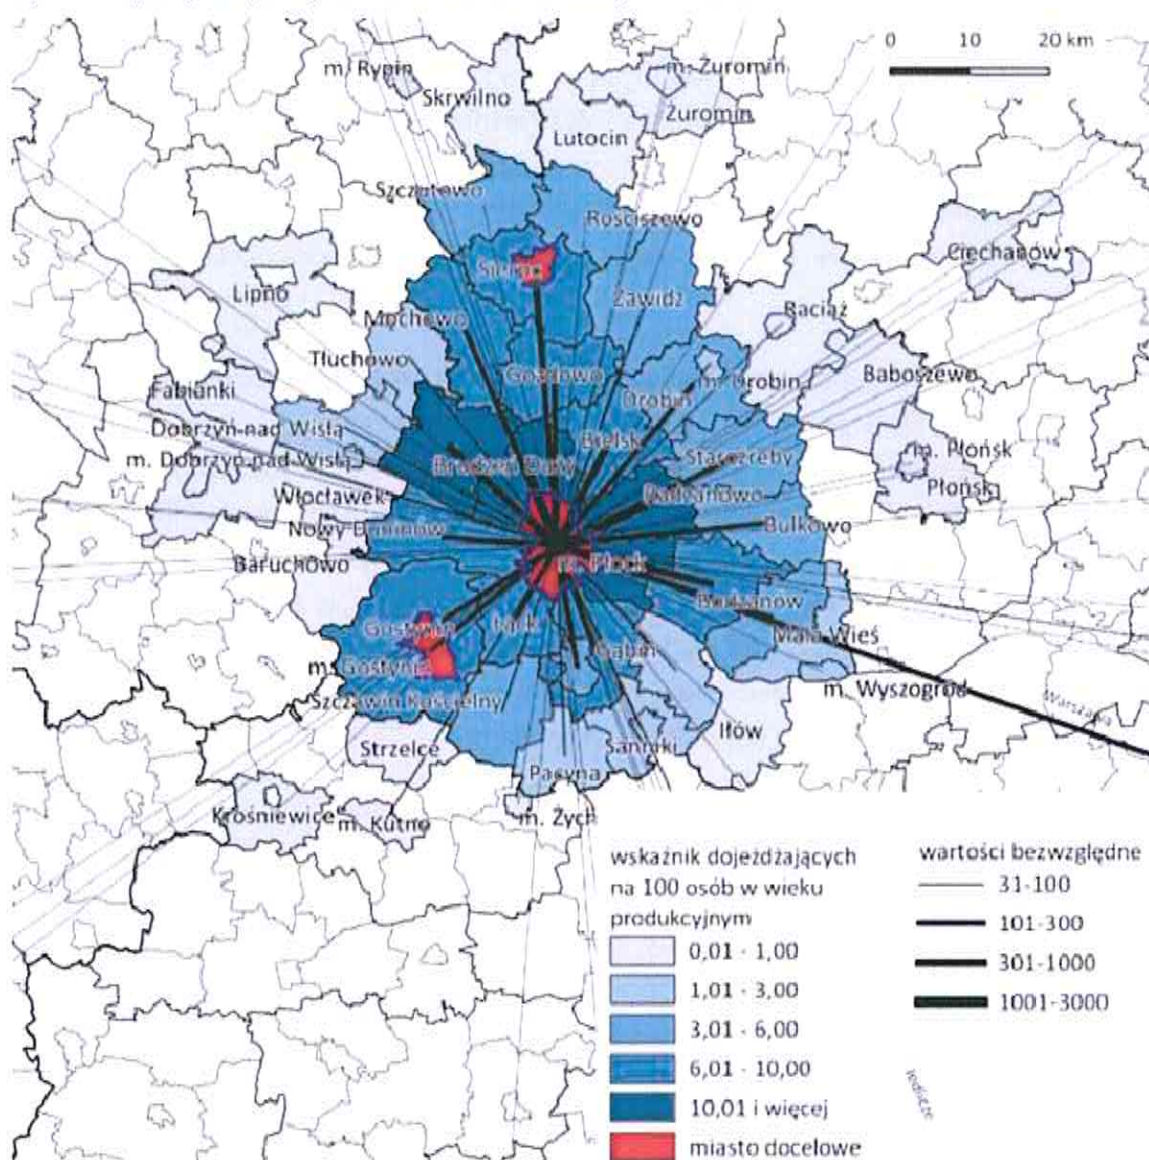 0 10 20 km
m. Rypin
m. Żuromin
Skrwilno
Żuromin
Lutocin
Szczutowo
Rościszewo
Ciechanów
Sierpc
Lipno
Zawidz
Raciąż
Mochowo
Tłuchowo
Gozdowo
m. Drobin
Baboszewo
Fabianki
Drobin
Dobrzyń nad Wisłą
Bielsk
m. Płońsk
m. Dobrzyń nad Wisłą
Brudzeń Duży
Staroźreby
Płońsk
Włocławek
Radzanowo
Nowy Duninów
Bulkowo
Baruchowo
m. Płock
Bodzanów
Gostynin
Łąck
Mała Wieś
Gąbin
m. Gostynin
m. Wyszogród
Szczawin Kościelny
Warszawa
Iłów
Strzelce
Sanniki
Pacyna
Krośniewice
m. Kutno
m. Żych
wskaźnik dojeżdżających
na 100 osób w wieku
produkcyjnym
0,01 - 1,00
1,01 - 3,00
3,01 - 6,00
6,01 - 10,00
10,01 i więcej
miasto docelowe
wartości bezwzględne
31-100
101-300
301-1000
1001-3000